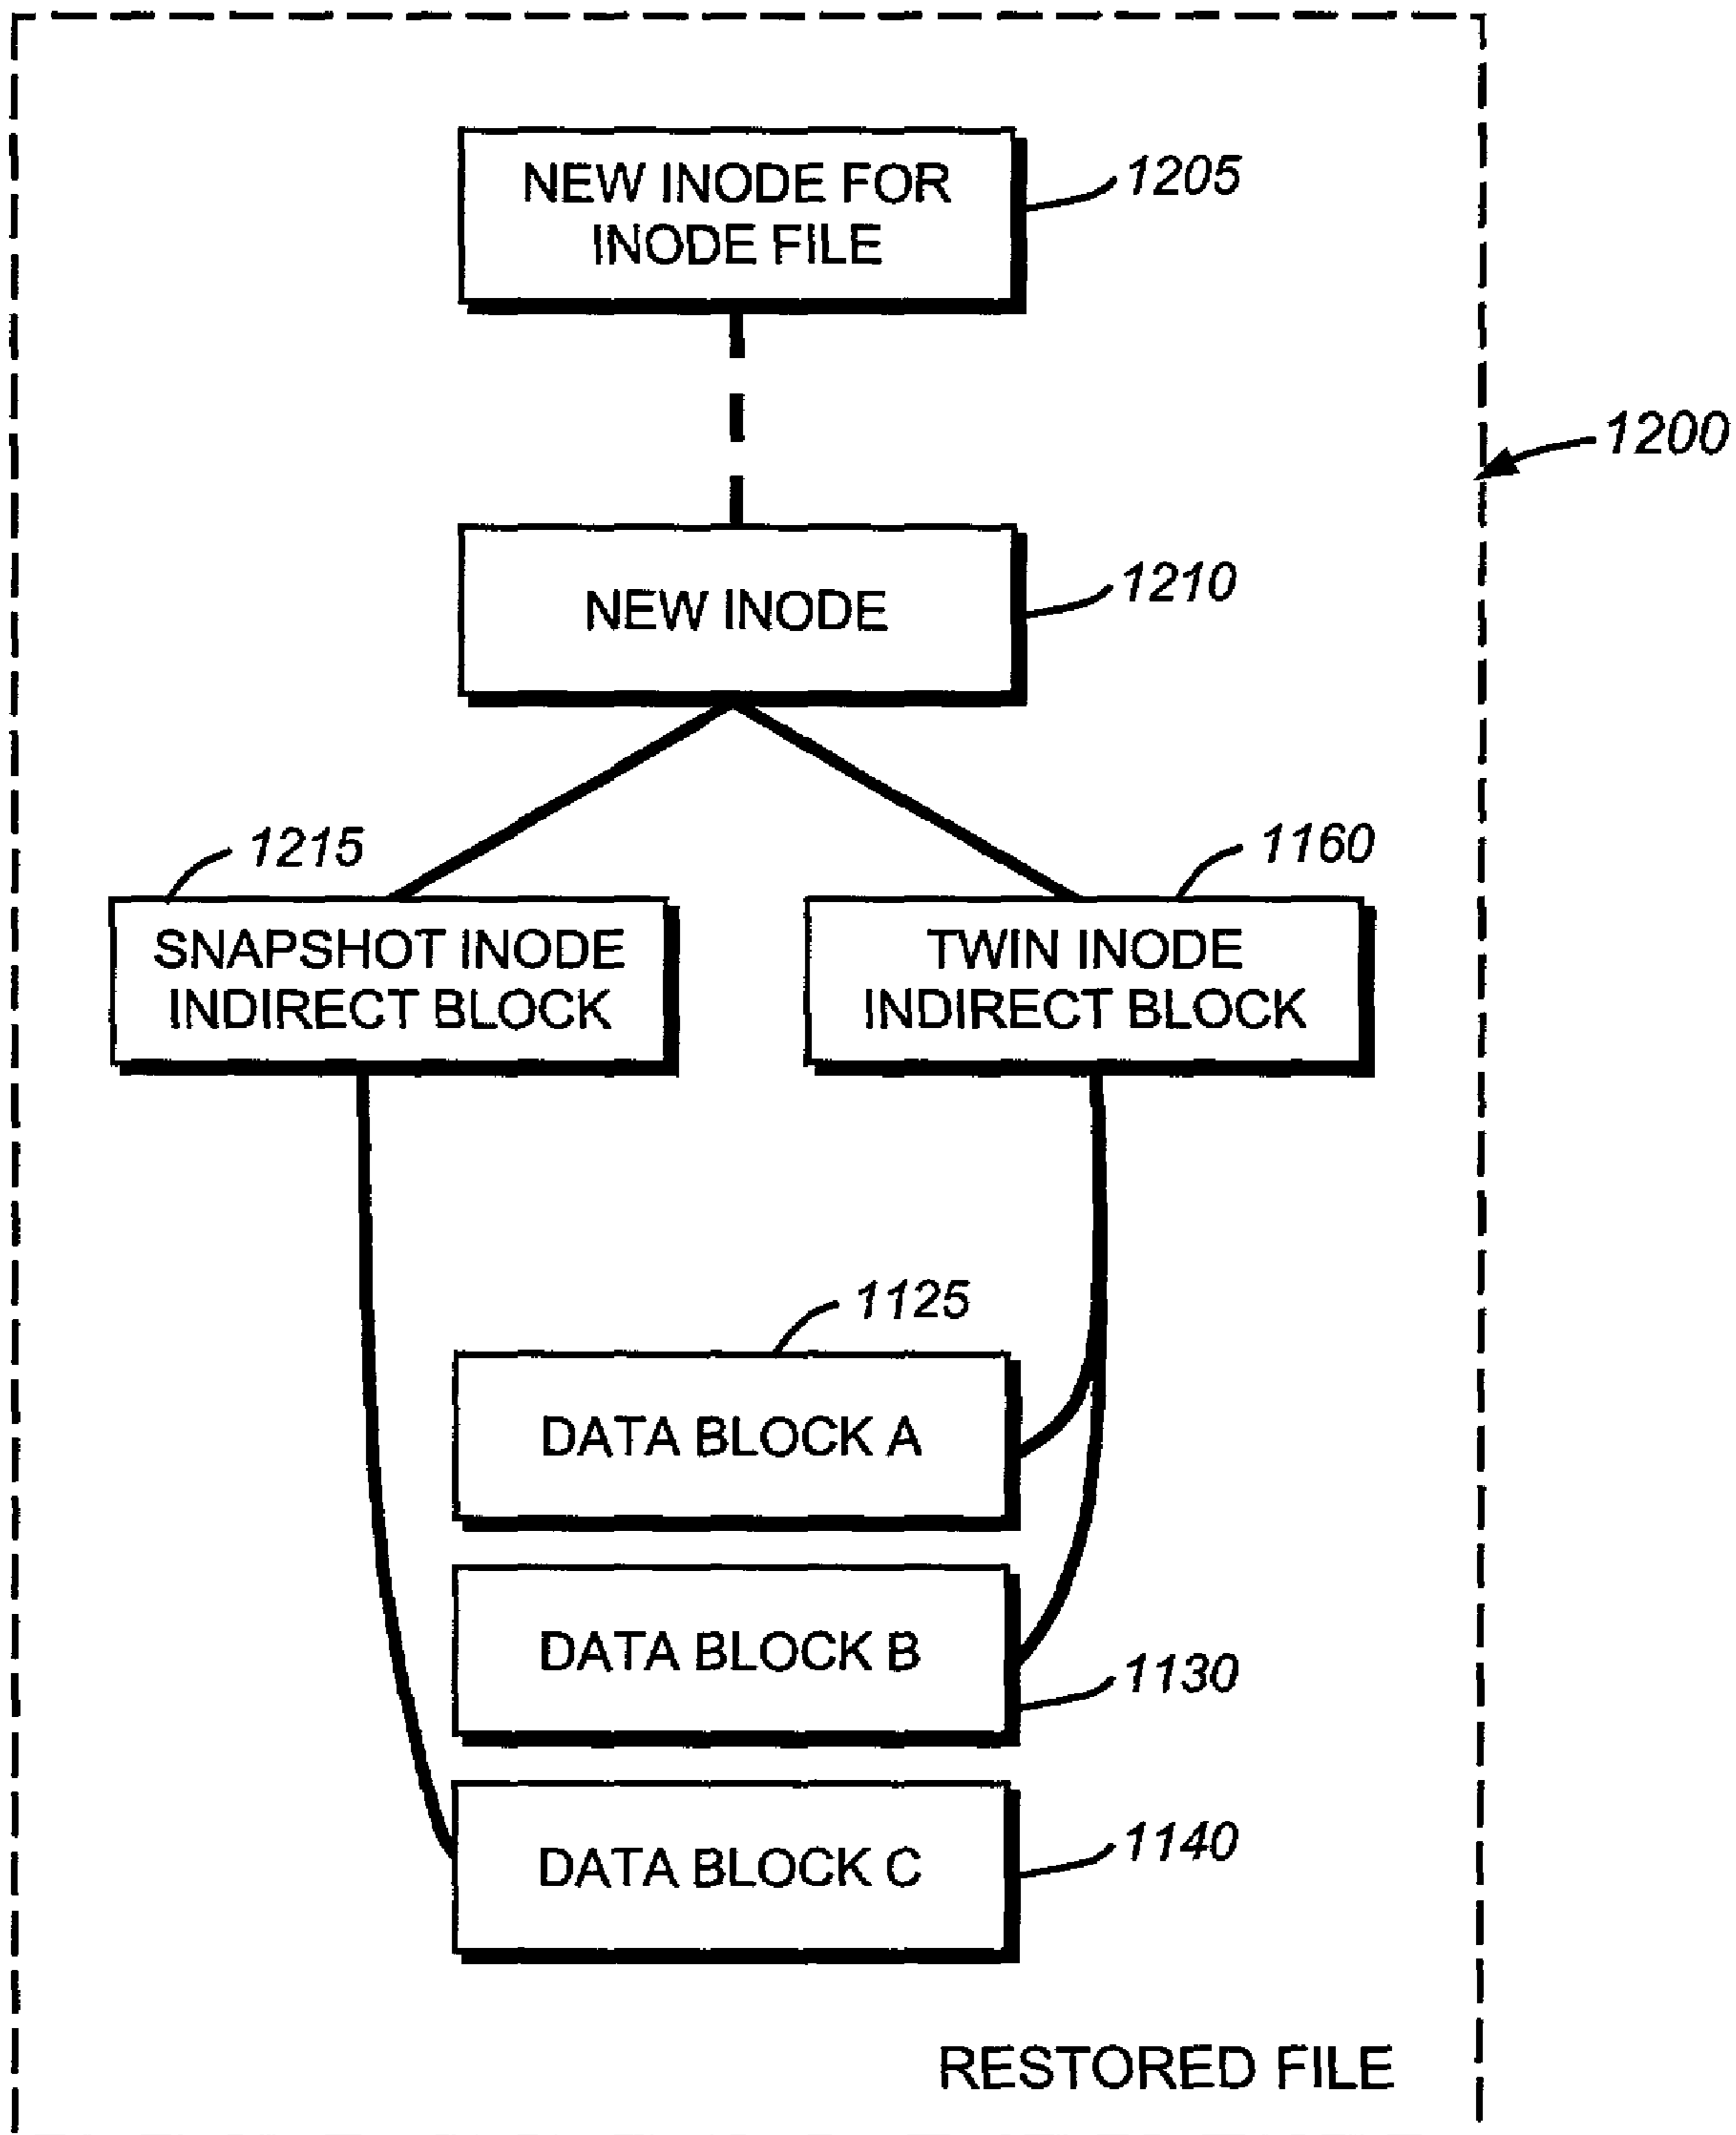 NEW INODE FOR
INODE FILE
1205
1200
NEW INODE
1210
1215
1160
SNAPSHOT INODE
INDIRECT BLOCK
TWIN INODE
INDIRECT BLOCK
1125
DATA BLOCK A
DATA BLOCK B
1130
DATA BLOCK C
1140
RESTORED FILE